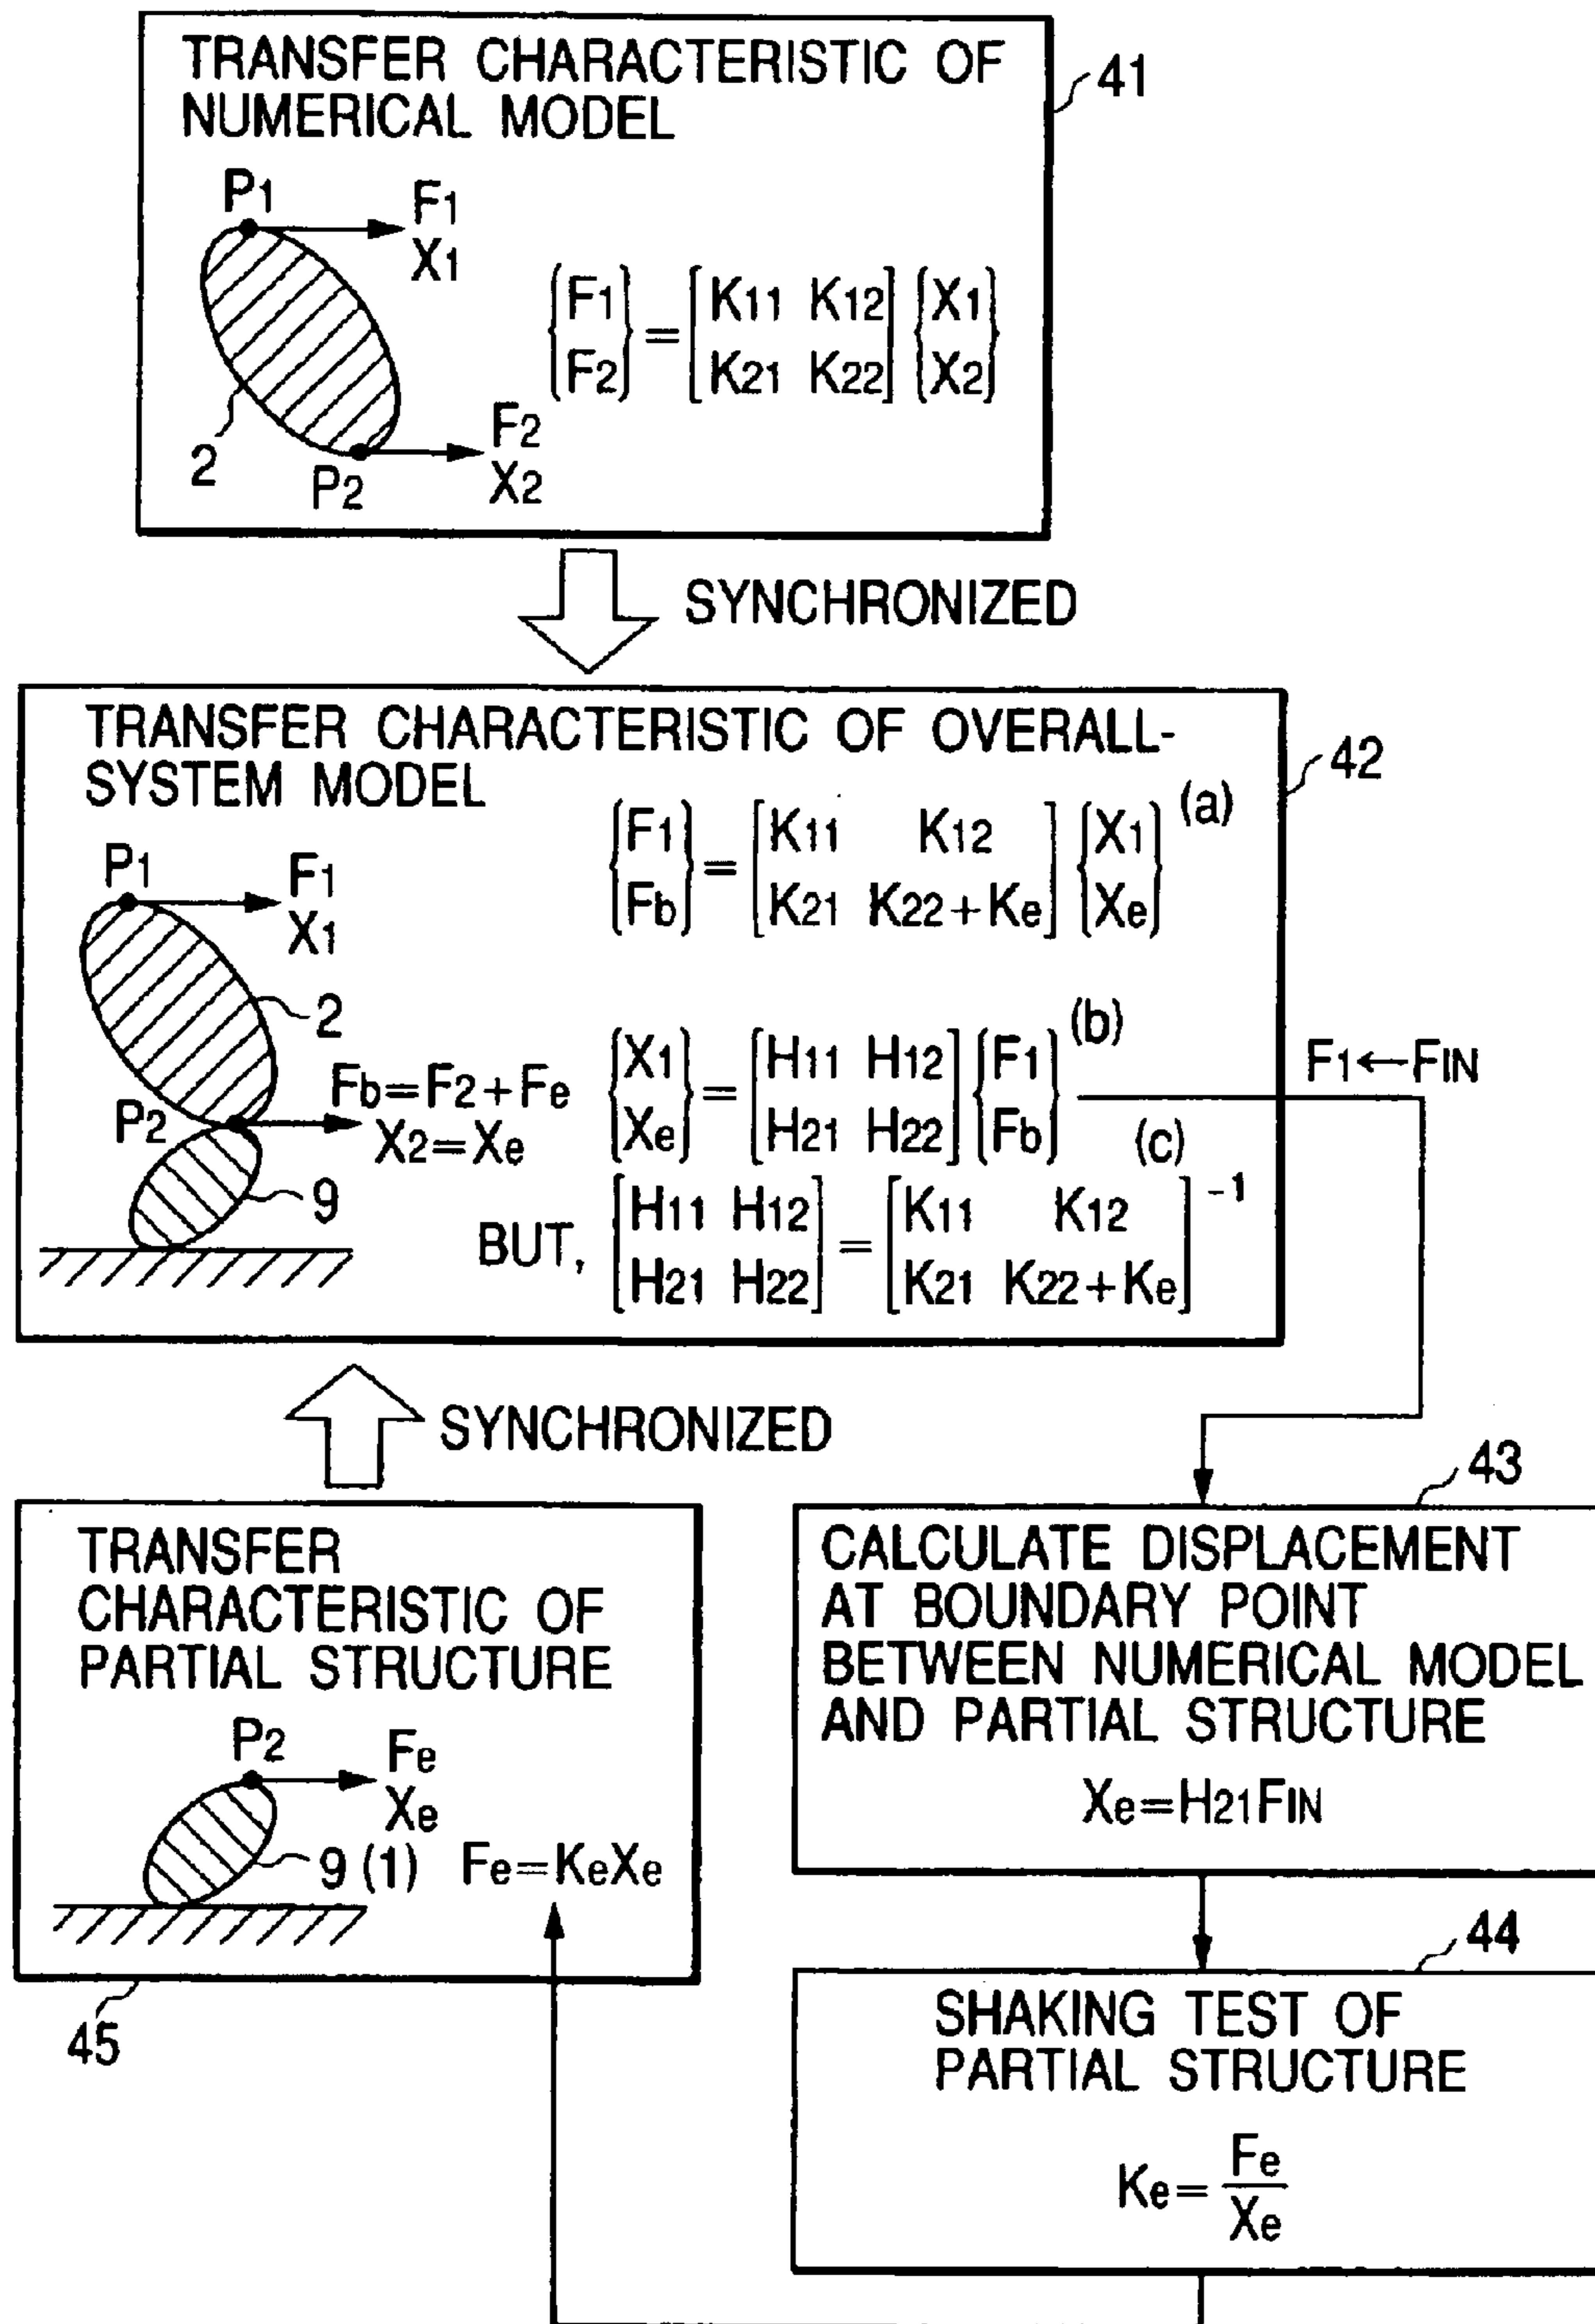 TRANSFER CHARACTERISTIC OF
NUMERICAL MODEL
41
P1
F1
X1
{F1 F2} = [K11 K12 K21 K22] {X1 X2}
2
P2
F2
X2
SYNCHRONIZED
TRANSFER CHARACTERISTIC OF OVERALL-
SYSTEM MODEL
42
{F1 Fb} = [K11 K12 K21 K22+Ke] {X1 Xe} (a)
P1
F1
X1
2
{X1 Xe} = [H11 H12 H21 H22] {F1 Fb} (b)
F1←FIN
Fb=F2+Fe
P2
X2=Xe
(c)
9
BUT, [H11 H12 H21 H22] = [K11 K12 K21 K22+Ke] -1
SYNCHRONIZED
43
CALCULATE DISPLACEMENT
AT BOUNDARY POINT
BETWEEN NUMERICAL MODEL
AND PARTIAL STRUCTURE
Xe=H21FIN
44
SHAKING TEST OF
PARTIAL STRUCTURE
Ke= Fe/Xe
TRANSFER
CHARACTERISTIC OF
PARTIAL STRUCTURE
P2
Fe
Xe
9 (1)
Fe=KeXe
45